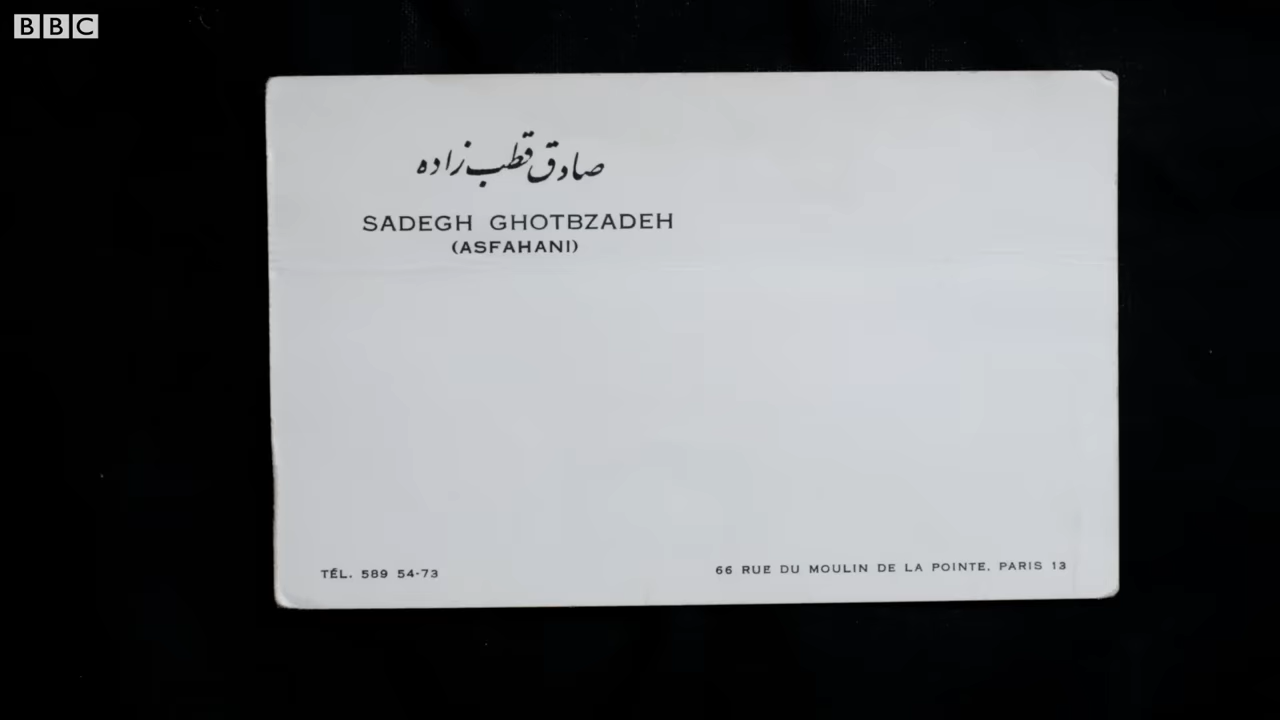 BBC
صادق قطب زاده
SADEGH GHOTBZADEH
(ASFAHANI)
TÉL. 589 54-73
66 RUE DU MOULIN DE LA POINTE. PARIS 13